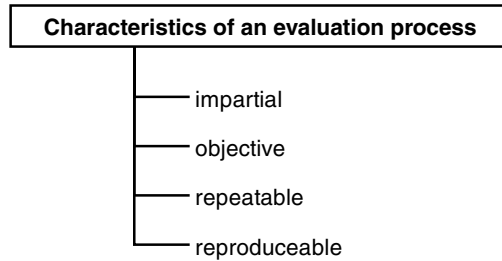 Characteristics of an evaluation process
impartial
objective
repeatable
reproduceable